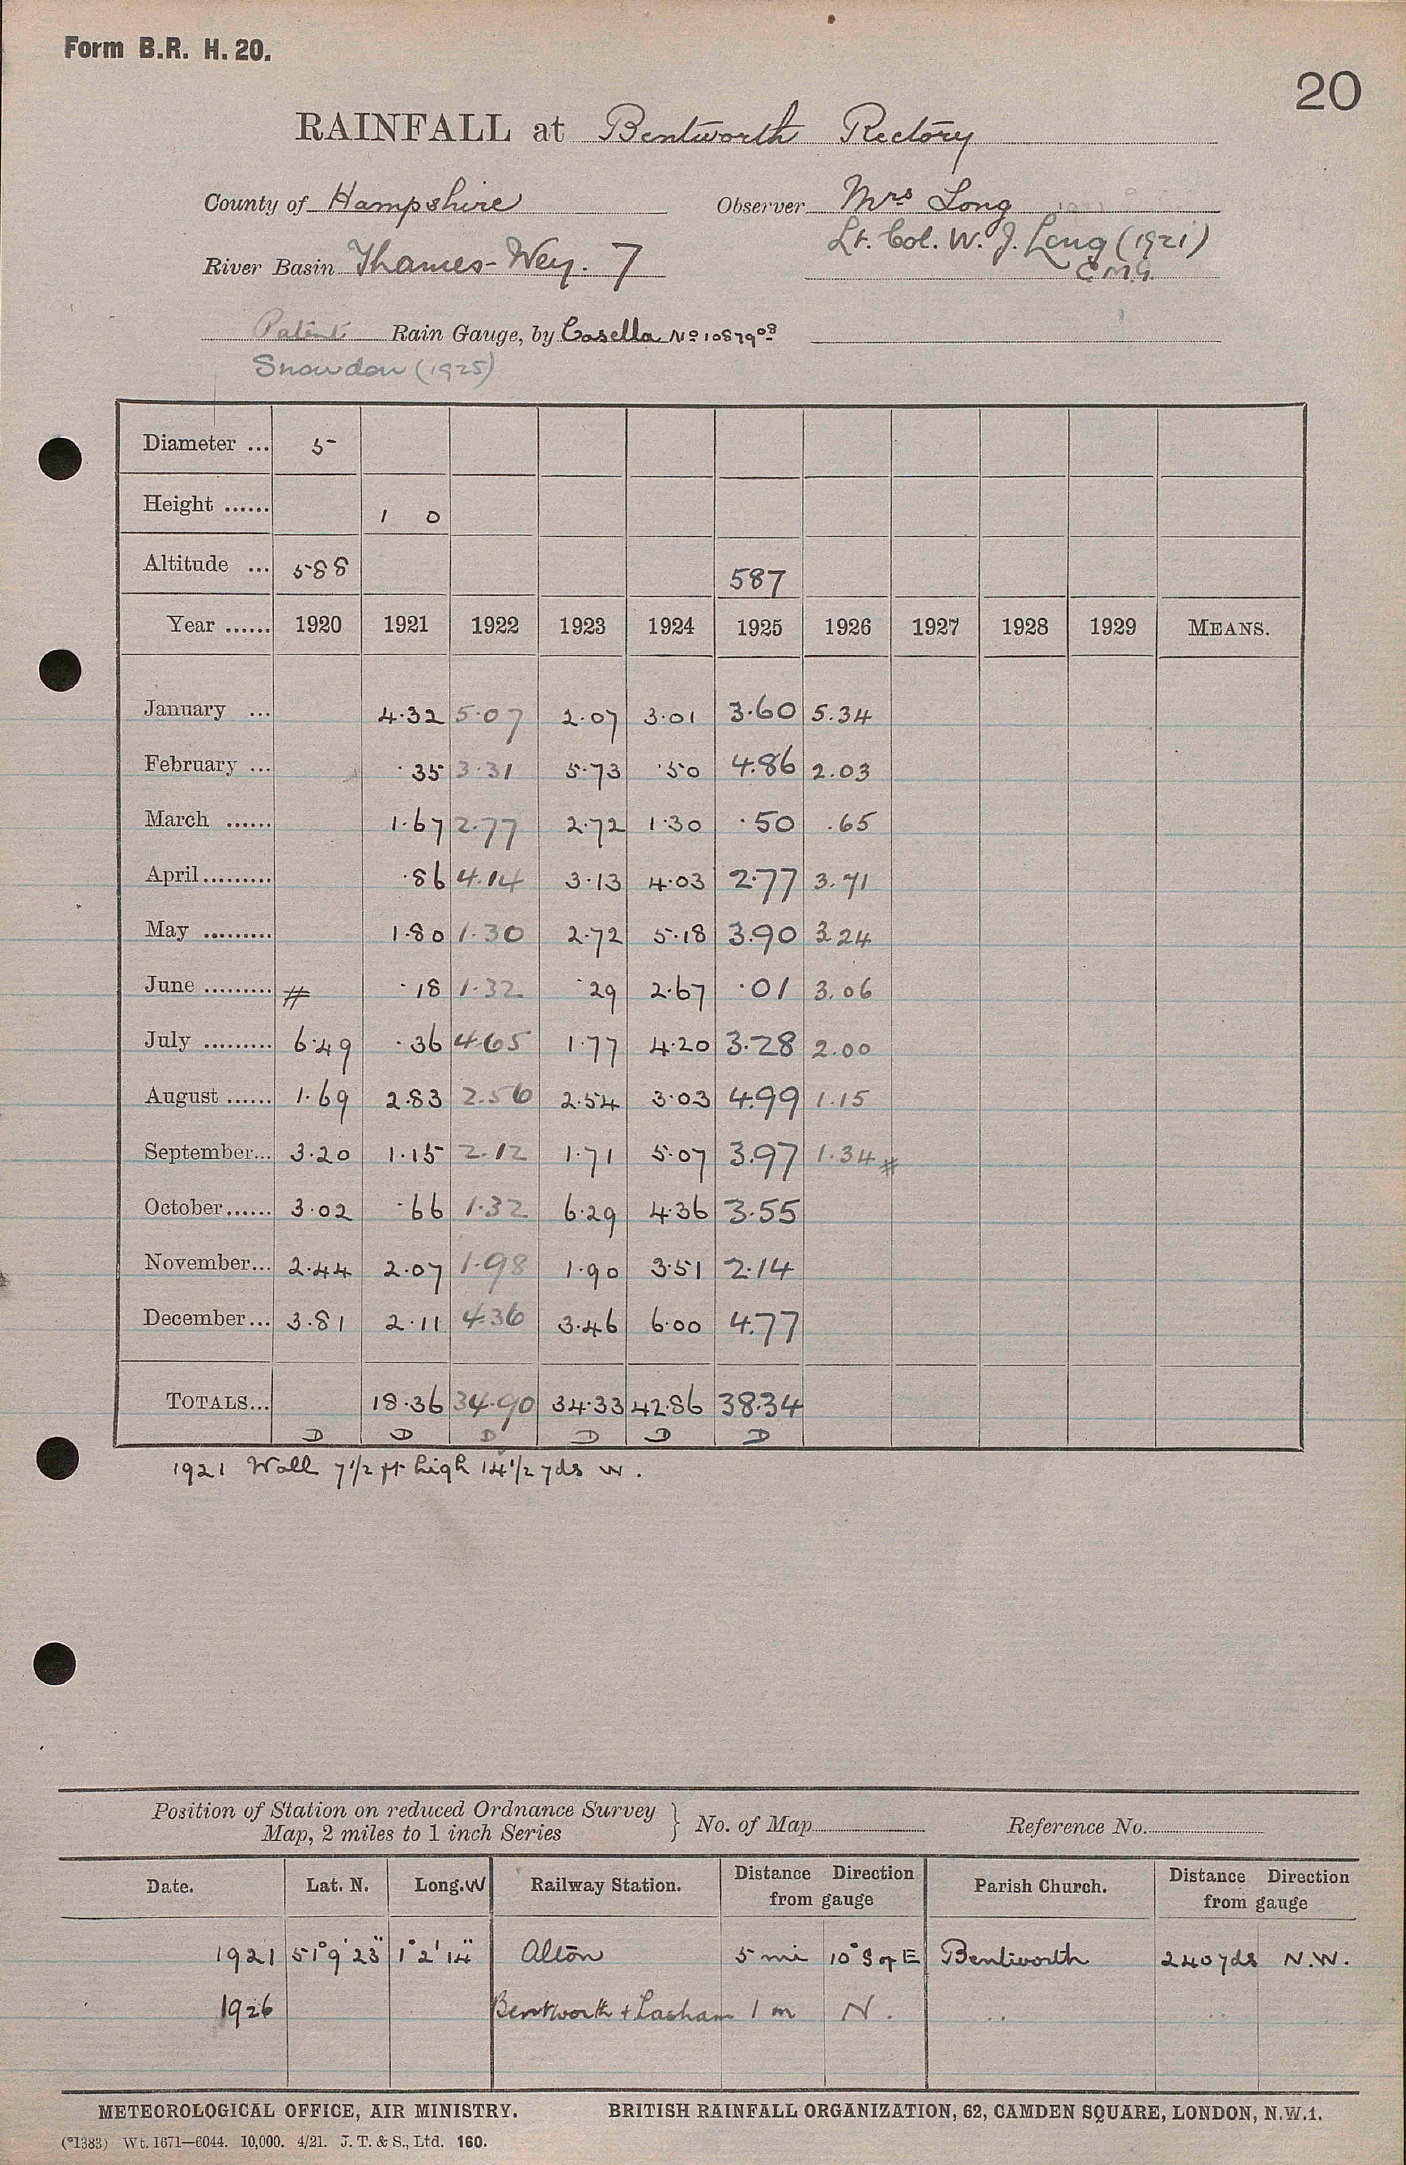 Form B.R. H. 20.
20
RAINFALL at Bentworth Rectory
County of Hampshire Observer Mrs Long
Lt. Col. W. J. Long (1921)
C.M.G.
River Basin Thames-Wey. 7
Patent Rain Gauge, by Casella No 10879 08
Snowdon (1925)
Diameter ... 5
Height ...... 1 0
Altitude ... 588 587
Year ...... 1920 1921 1922 1923 1924 1925 1926 1927 1928 1929 MEANS.
January ... 4.32 5.07 2.07 3.01 3.60 5.34
February ... .35 3.31 5.73 .50 4.86 2.03
March ...... 1.67 2.77 2.72 1.30 .50 .65
April ......... .86 4.14 3.13 4.03 2.77 3.71
May ......... 1.80 1.30 2.72 5.18 3.90 3.24
June ......... # .18 1.32 .29 2.67 .01 3.06
July ......... 6.49 .36 4.65 1.77 4.20 3.28 2.00
August ...... 1.69 2.83 2.56 2.54 3.03 4.99 1.15
September... 3.20 1.15 2.12 1.71 5.07 3.97 1.34 #
October...... 3.02 .66 1.32 6.29 4.36 3.55
November... 2.44 2.07 1.98 1.90 3.51 2.14
December... 3.81 2.11 4.36 3.46 6.00 4.77
TOTALS... 18.36 34.90 34.33 42.86 38.34
D D D D D D
1921 Wall 7 1/2 ft high 14 1/2 yds W.
Position of Station on reduced Ordnance Survey
Map, 2 miles to 1 inch Series } No. of Map Reference No.
Date. Lat. N. Long. W Railway Station. Distance Direction from gauge Parish Church. Distance Direction from gauge
1921 51° 9' 23" 1° 2' 14" Alton 5 mi 10° S of E Bentworth 240 yds N.W.
1926 Bentworth + Lasham 1 m N. .. ..
METEOROLOGICAL OFFICE, AIR MINISTRY. BRITISH RAINFALL ORGANIZATION, 62, CAMDEN SQUARE, LONDON, N.W.1.
(*1383) Wt. 1671—6044. 10,000. 4/21. J. T. & S., Ltd. 160.